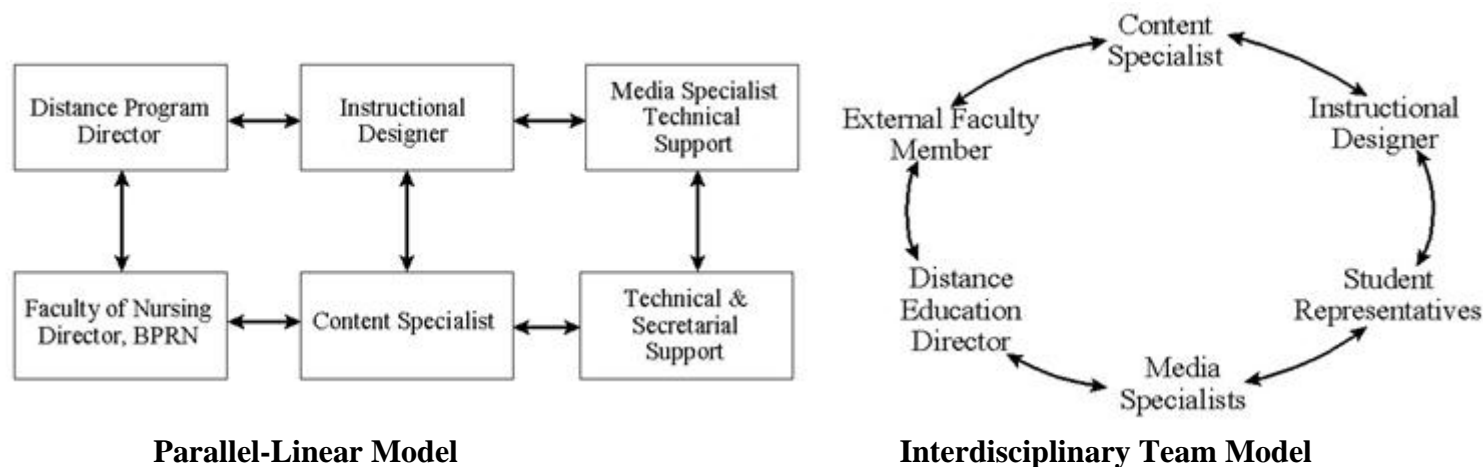 Distance Program
Director
Instructional
Designer
Media Specialist
Technical
Support
Faculty of Nursing
Director, BPRN
Content Specialist
Technical &
Secretarial
Support
Parallel-Linear Model
Content
Specialist
Instructional
Designer
Student
Representatives
Media
Specialists
Distance
Education
Director
External Faculty
Member
Interdisciplinary Team Model